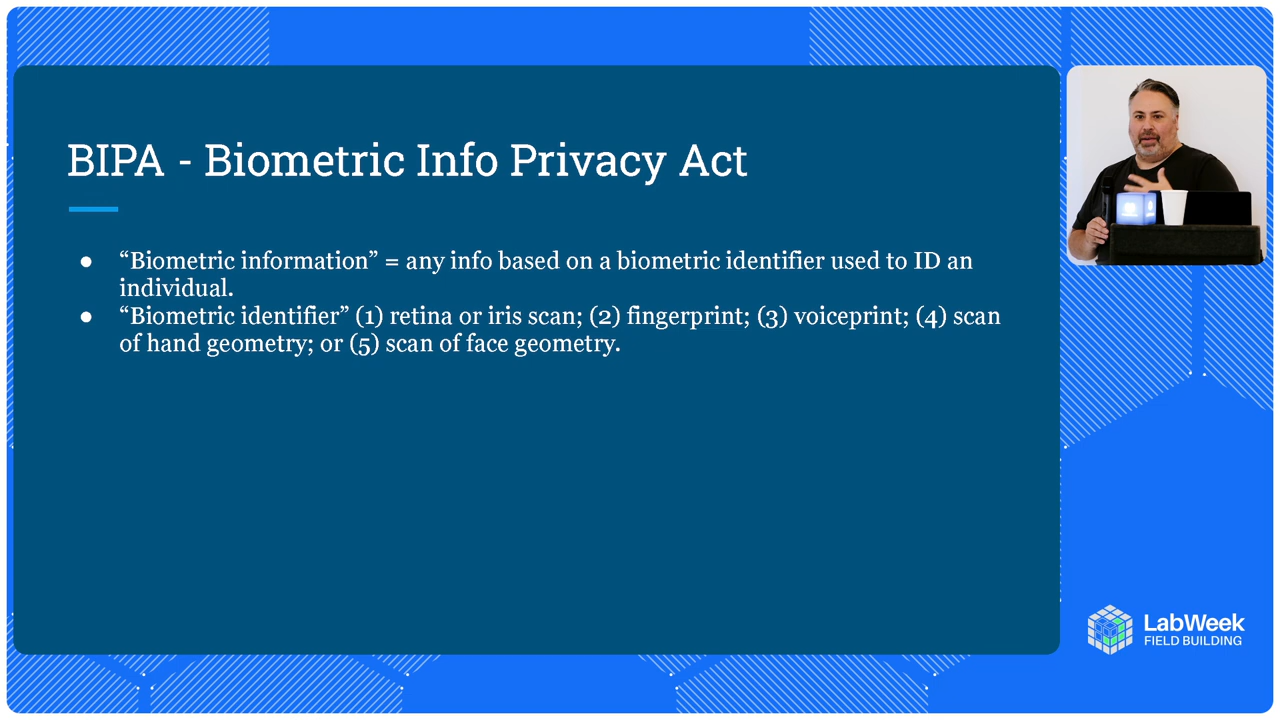 BIPA - Biometric Info Privacy Act
● “Biometric information” = any info based on a biometric identifier used to ID an
individual.
● “Biometric identifier” (1) retina or iris scan; (2) fingerprint; (3) voiceprint; (4) scan
of hand geometry; or (5) scan of face geometry.
LabWeek
FIELD BUILDING